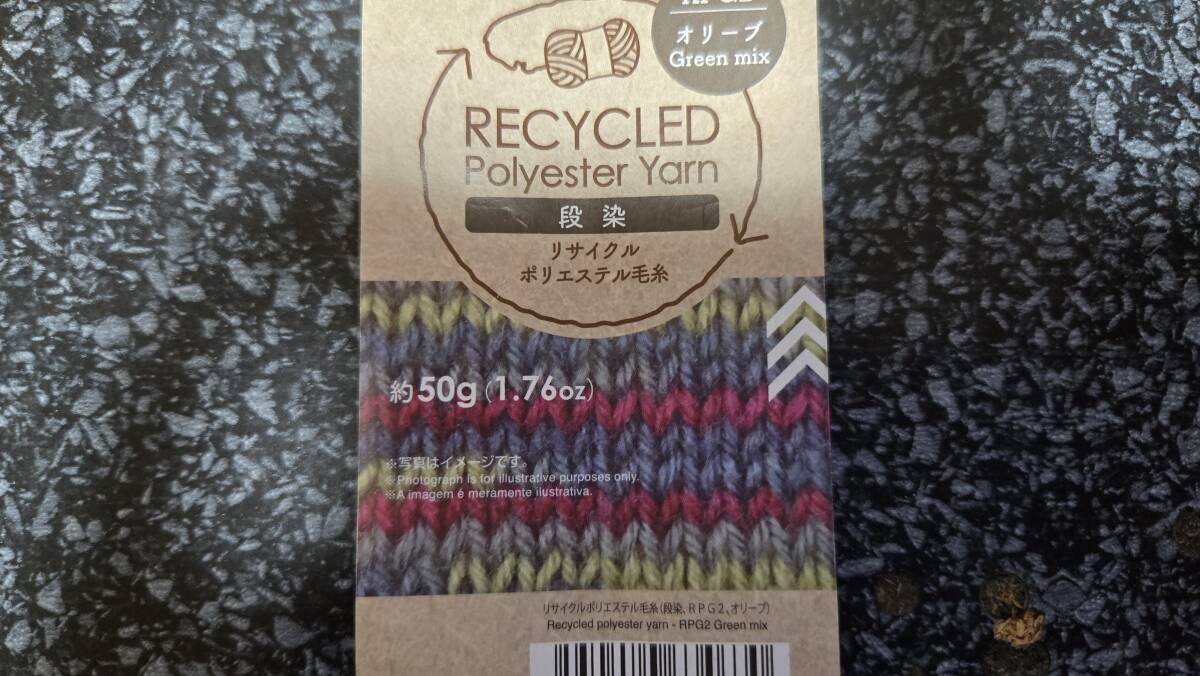 オリーブ
Green mix
RECYCLED
Polyester Yarn
段染
リサイクル
ポリエステル毛糸
約50g (1.76oz)
※写真はイメージです。
※Photograph is for illustrative purposes only.
※A imagem é meramente ilustrativa.
リサイクルポリエステル毛糸(段染、RPG2、オリーブ)
Recycled polyester yarn - RPG2 Green mix